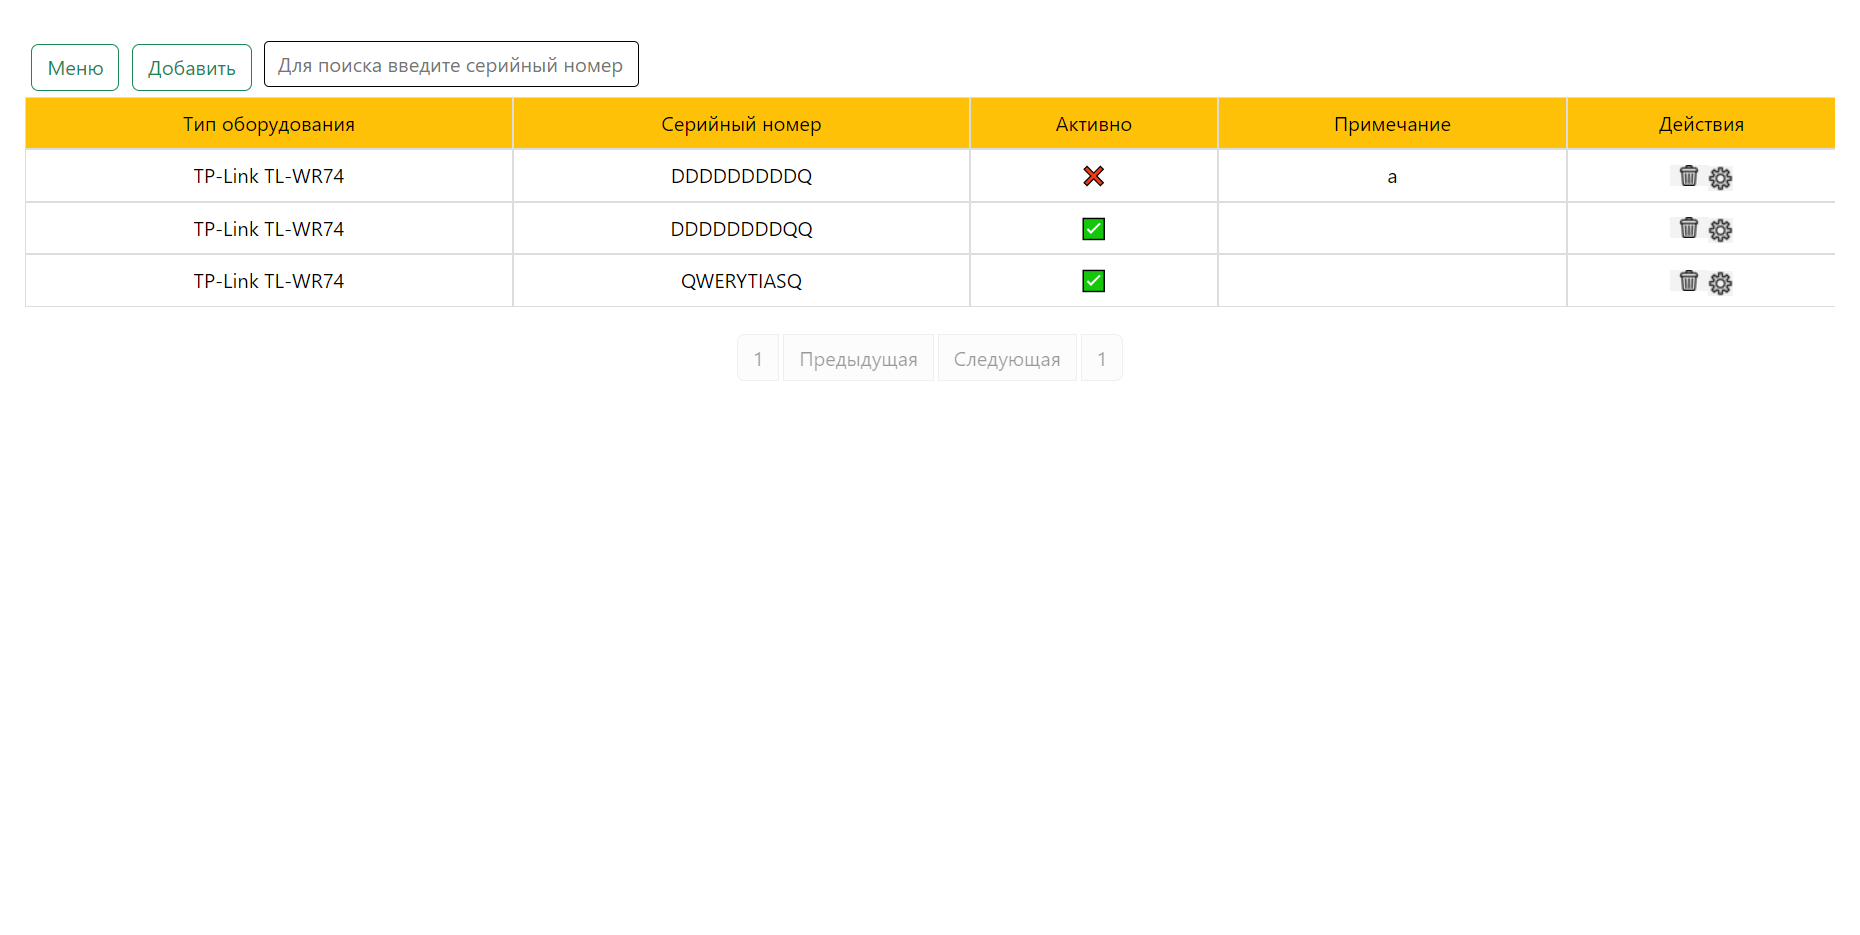 Меню Добавить Для поиска введите серийный номер
Тип оборудования Серийный номер Активно Примечание Действия
TP-Link TL-WR74 DDDDDDDDDQ a
TP-Link TL-WR74 DDDDDDDDQQ
TP-Link TL-WR74 QWERYTIASQ
1 Предыдущая Следующая 1